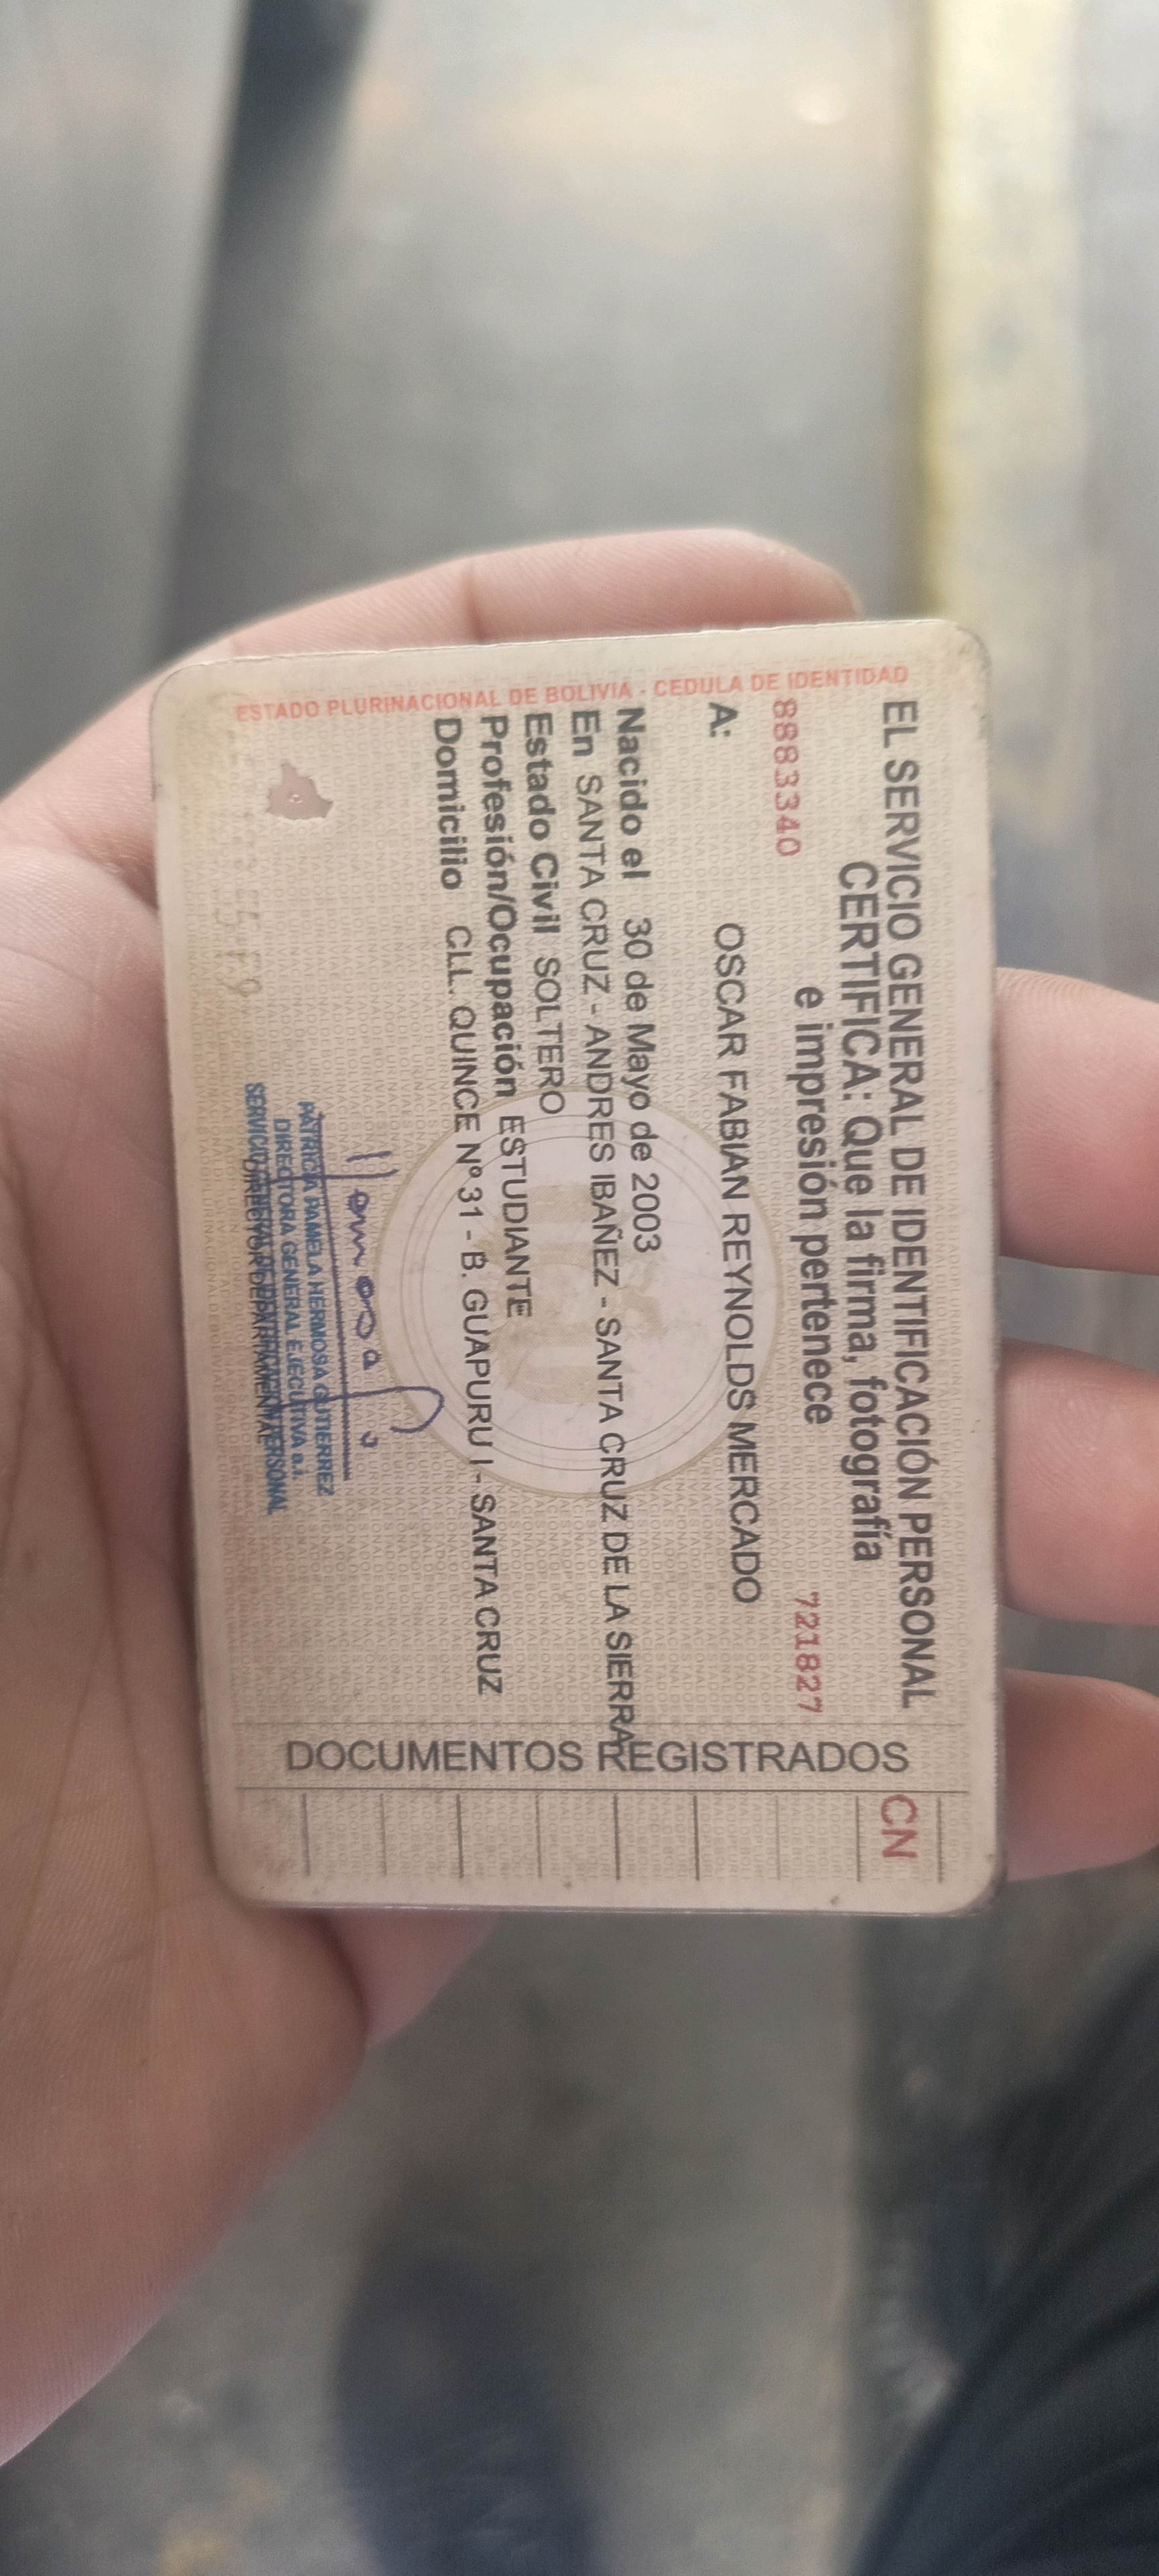 ESTADO PLURINACIONAL DE BOLIVIA - CEDULA DE IDENTIDAD
EL SERVICIO GENERAL DE IDENTIFICACIÓN PERSONAL
CERTIFICA: Que la firma, fotografía
e impresión pertenece
8883340
721827
A: OSCAR FABIAN REYNOLDS MERCADO
Nacido el 30 de Mayo de 2003
En SANTA CRUZ - ANDRES IBAÑEZ - SANTA CRUZ DE LA SIERRA
Estado Civil SOLTERO
Profesión/Ocupación ESTUDIANTE
Domicilio CLL. QUINCE Nº 31 - B. GUAPURU I - SANTA CRUZ
PATRICIA PAMELA HERMOSA GUTIERREZ
DIRECTORA GENERAL EJECUTIVA a.i.
SERVICIO GENERAL DE IDENTIFICACIÓN PERSONAL
DIRECTOR DEPARTAMENTAL
DOCUMENTOS REGISTRADOS
CN